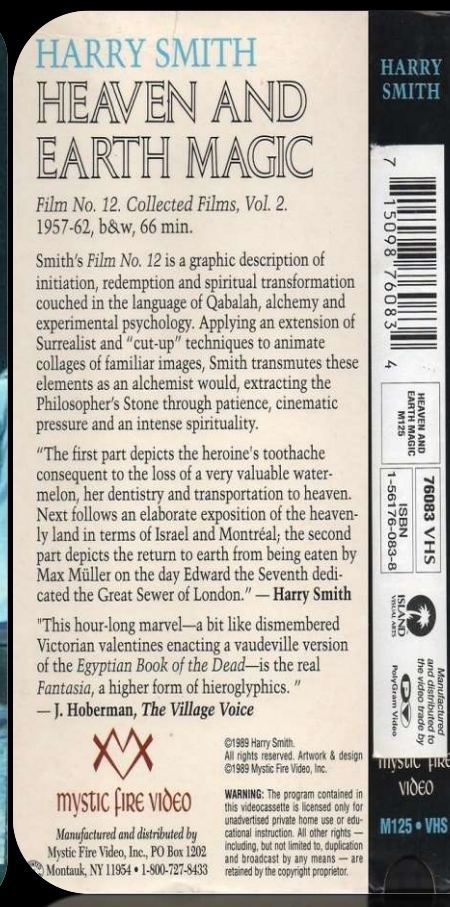 HARRY SMITH
HEAVEN AND
EARTH MAGIC
Film No. 12. Collected Films, Vol. 2.
1957-62, b&w, 66 min.
Smith's Film No. 12 is a graphic description of
initiation, redemption and spiritual transformation
couched in the language of Qabalah, alchemy and
experimental psychology. Applying an extension of
Surrealist and "cut-up" techniques to animate
collages of familiar images, Smith transmutes these
elements as an alchemist would, extracting the
Philosopher's Stone through patience, cinematic
pressure and an intense spirituality.
"The first part depicts the heroine's toothache
consequent to the loss of a very valuable water-
melon, her dentistry and transportation to heaven.
Next follows an elaborate exposition of the heaven-
ly land in terms of Israel and Montréal; the second
part depicts the return to earth from being eaten by
Max Müller on the day Edward the Seventh dedi-
cated the Great Sewer of London." — Harry Smith
"This hour-long marvel—a bit like dismembered
Victorian valentines enacting a vaudeville version
of the Egyptian Book of the Dead—is the real
Fantasia, a higher form of hieroglyphics. "
— J. Hoberman, The Village Voice
mystic fire video
Manufactured and distributed by
Mystic Fire Video, Inc., PO Box 1202
Montauk, NY 11954 • 1-800-727-8433
©1989 Harry Smith.
All rights reserved. Artwork & design
©1989 Mystic Fire Video, Inc.
WARNING: The program contained in
this videocassette is licensed only for
unadvertised private home use or edu-
cational instruction. All other rights —
including, but not limited to, duplication
and broadcast by any means — are
retained by the copyright proprietor.
HARRY
SMITH
7 15098 76083 4
HEAVEN AND
EARTH MAGIC
M125
76083 VHS
ISBN
1-56176-083-8
ISLAND
VISUAL ARTS
Manufactured
and distributed to
the video trade by
PolyGram Video
mystic fire
video
M125 • VHS